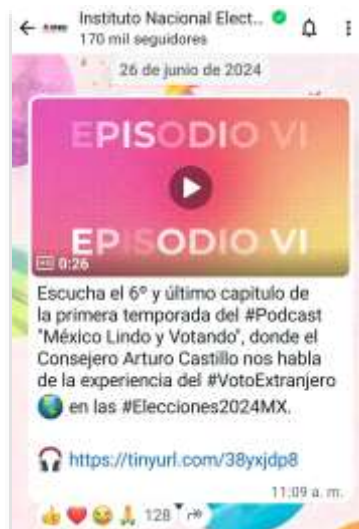 Instituto Nacional Elect..
170 mil seguidores
26 de junio de 2024
EPISODIO VI
EPISODIO VI
0:26
Escucha el 6º y último capitulo de
la primera temporada del #Podcast
"México Lindo y Votando", donde el
Consejero Arturo Castillo nos habla
de la experiencia del #VotoExtranjero
🌎 en las #Elecciones2024MX.
🎧 https://tinyurl.com/38yxjdp8
11:09 a. m.
👍❤️😂🙏 128